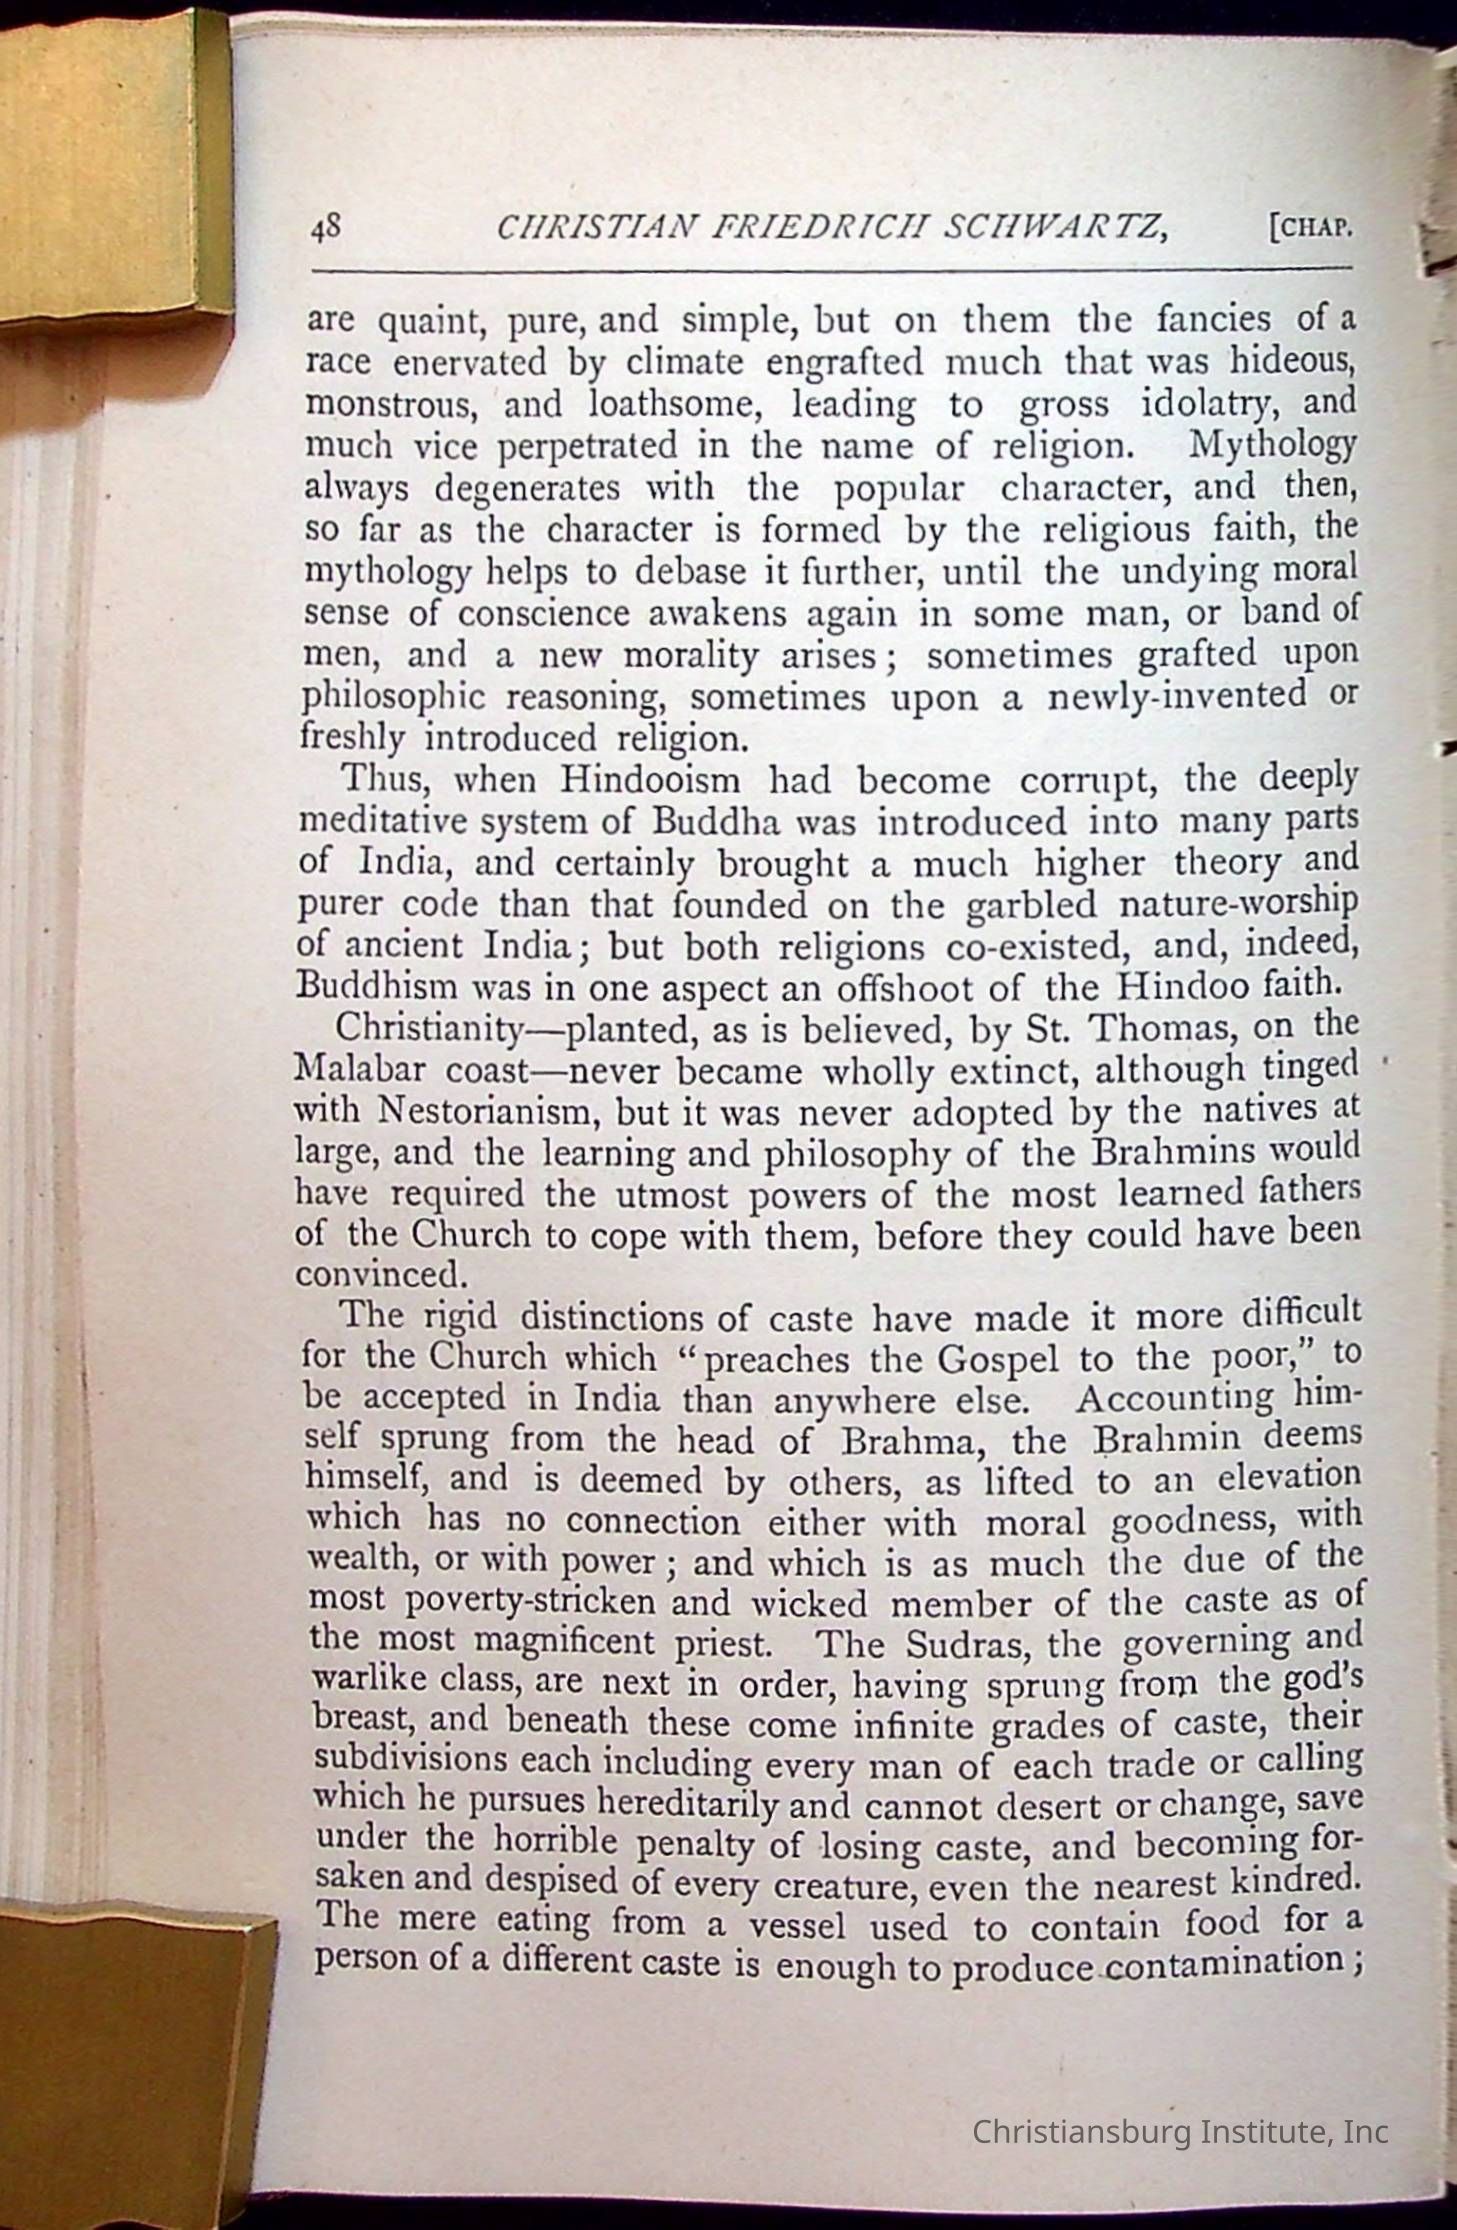 48 CHRISTIAN FRIEDRICH SCHWARTZ, [CHAP.
are quaint, pure, and simple, but on them the fancies of a
race enervated by climate engrafted much that was hideous,
monstrous, and loathsome, leading to gross idolatry, and
much vice perpetrated in the name of religion. Mythology
always degenerates with the popular character, and then,
so far as the character is formed by the religious faith, the
mythology helps to debase it further, until the undying moral
sense of conscience awakens again in some man, or band of
men, and a new morality arises; sometimes grafted upon
philosophic reasoning, sometimes upon a newly-invented or
freshly introduced religion.
Thus, when Hindooism had become corrupt, the deeply
meditative system of Buddha was introduced into many parts
of India, and certainly brought a much higher theory and
purer code than that founded on the garbled nature-worship
of ancient India; but both religions co-existed, and, indeed,
Buddhism was in one aspect an offshoot of the Hindoo faith.
Christianity—planted, as is believed, by St. Thomas, on the
Malabar coast—never became wholly extinct, although tinged
with Nestorianism, but it was never adopted by the natives at
large, and the learning and philosophy of the Brahmins would
have required the utmost powers of the most learned fathers
of the Church to cope with them, before they could have been
convinced.
The rigid distinctions of caste have made it more difficult
for the Church which “preaches the Gospel to the poor,” to
be accepted in India than anywhere else. Accounting him-
self sprung from the head of Brahma, the Brahmin deems
himself, and is deemed by others, as lifted to an elevation
which has no connection either with moral goodness, with
wealth, or with power; and which is as much the due of the
most poverty-stricken and wicked member of the caste as of
the most magnificent priest. The Sudras, the governing and
warlike class, are next in order, having sprung from the god's
breast, and beneath these come infinite grades of caste, their
subdivisions each including every man of each trade or calling
which he pursues hereditarily and cannot desert or change, save
under the horrible penalty of losing caste, and becoming for-
saken and despised of every creature, even the nearest kindred.
The mere eating from a vessel used to contain food for a
person of a different caste is enough to produce contamination;
Christiansburg Institute, Inc